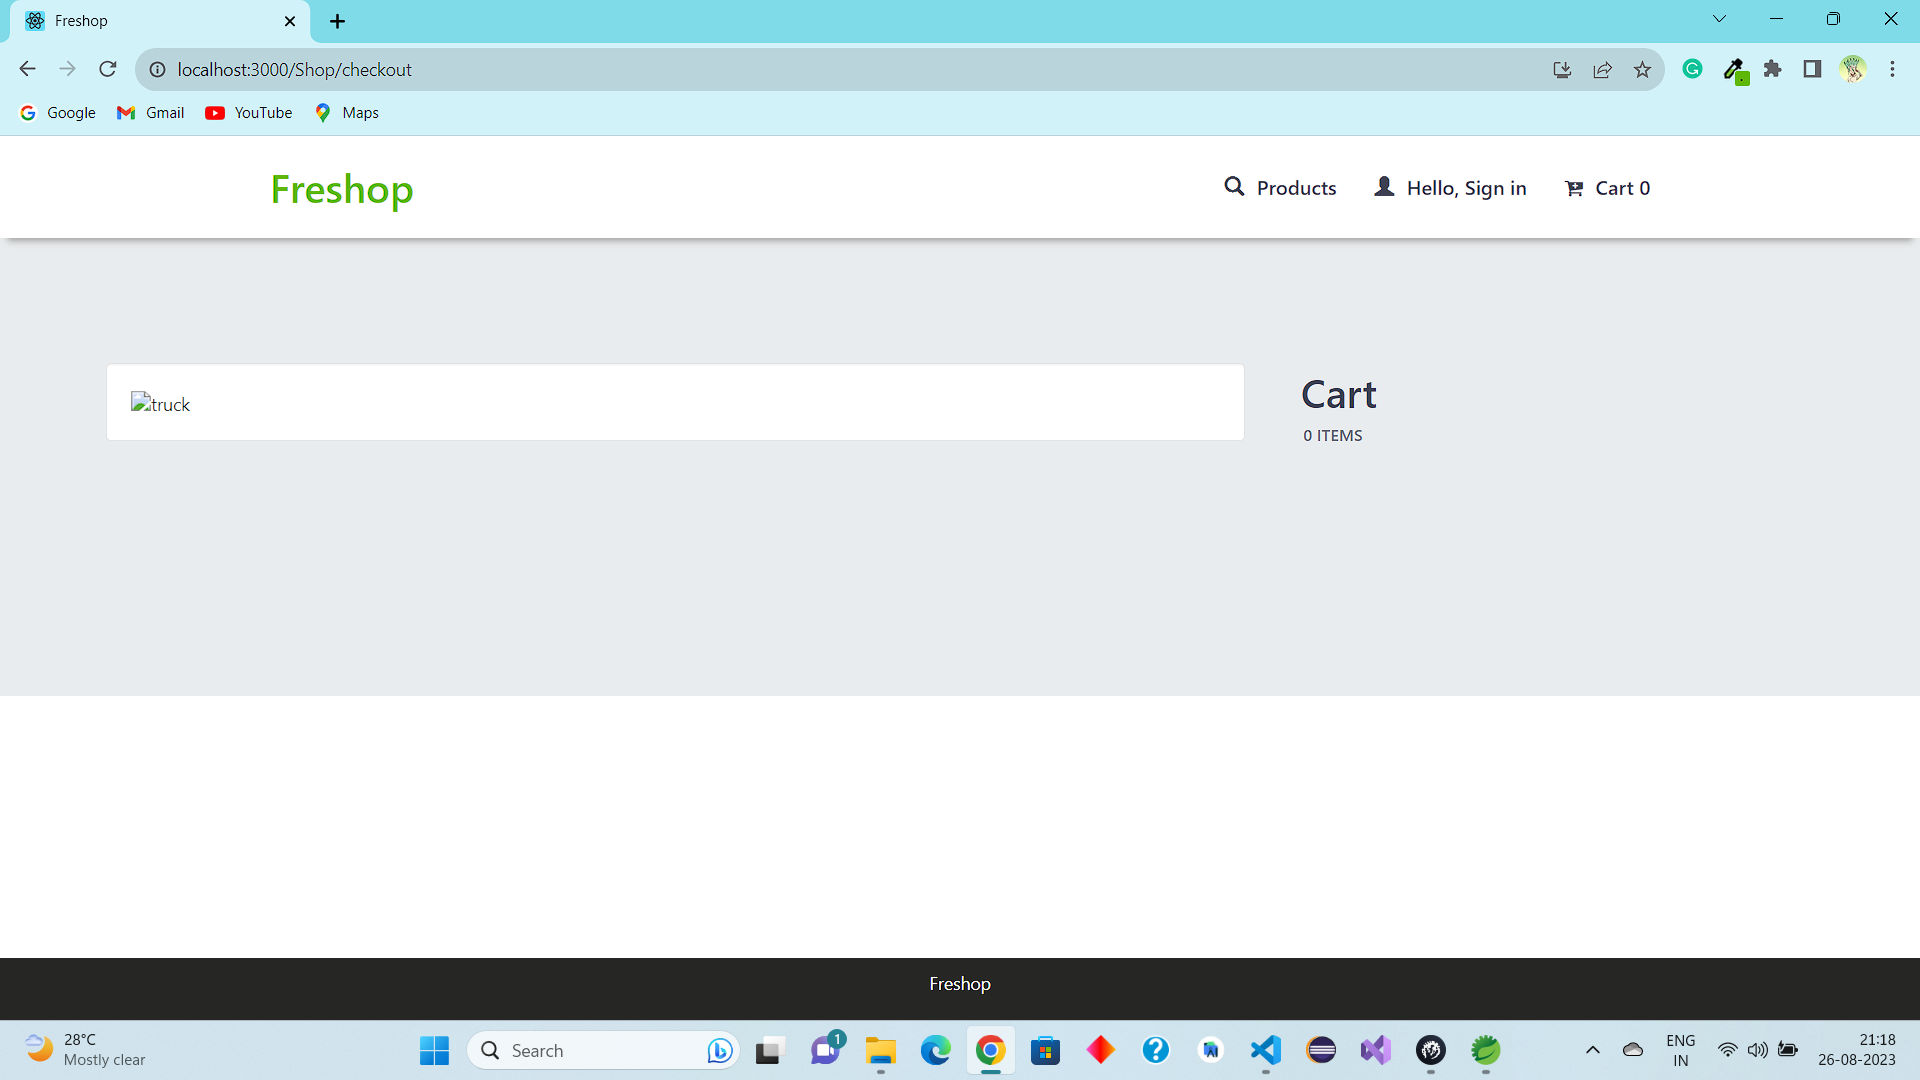 Freshop
localhost:3000/Shop/checkout
Google Gmail YouTube Maps
Freshop
Products Hello, Sign in Cart 0
truck
Cart
0 ITEMS
Freshop
28°C
Mostly clear
Search
1
ENG
IN
21:18
26-08-2023